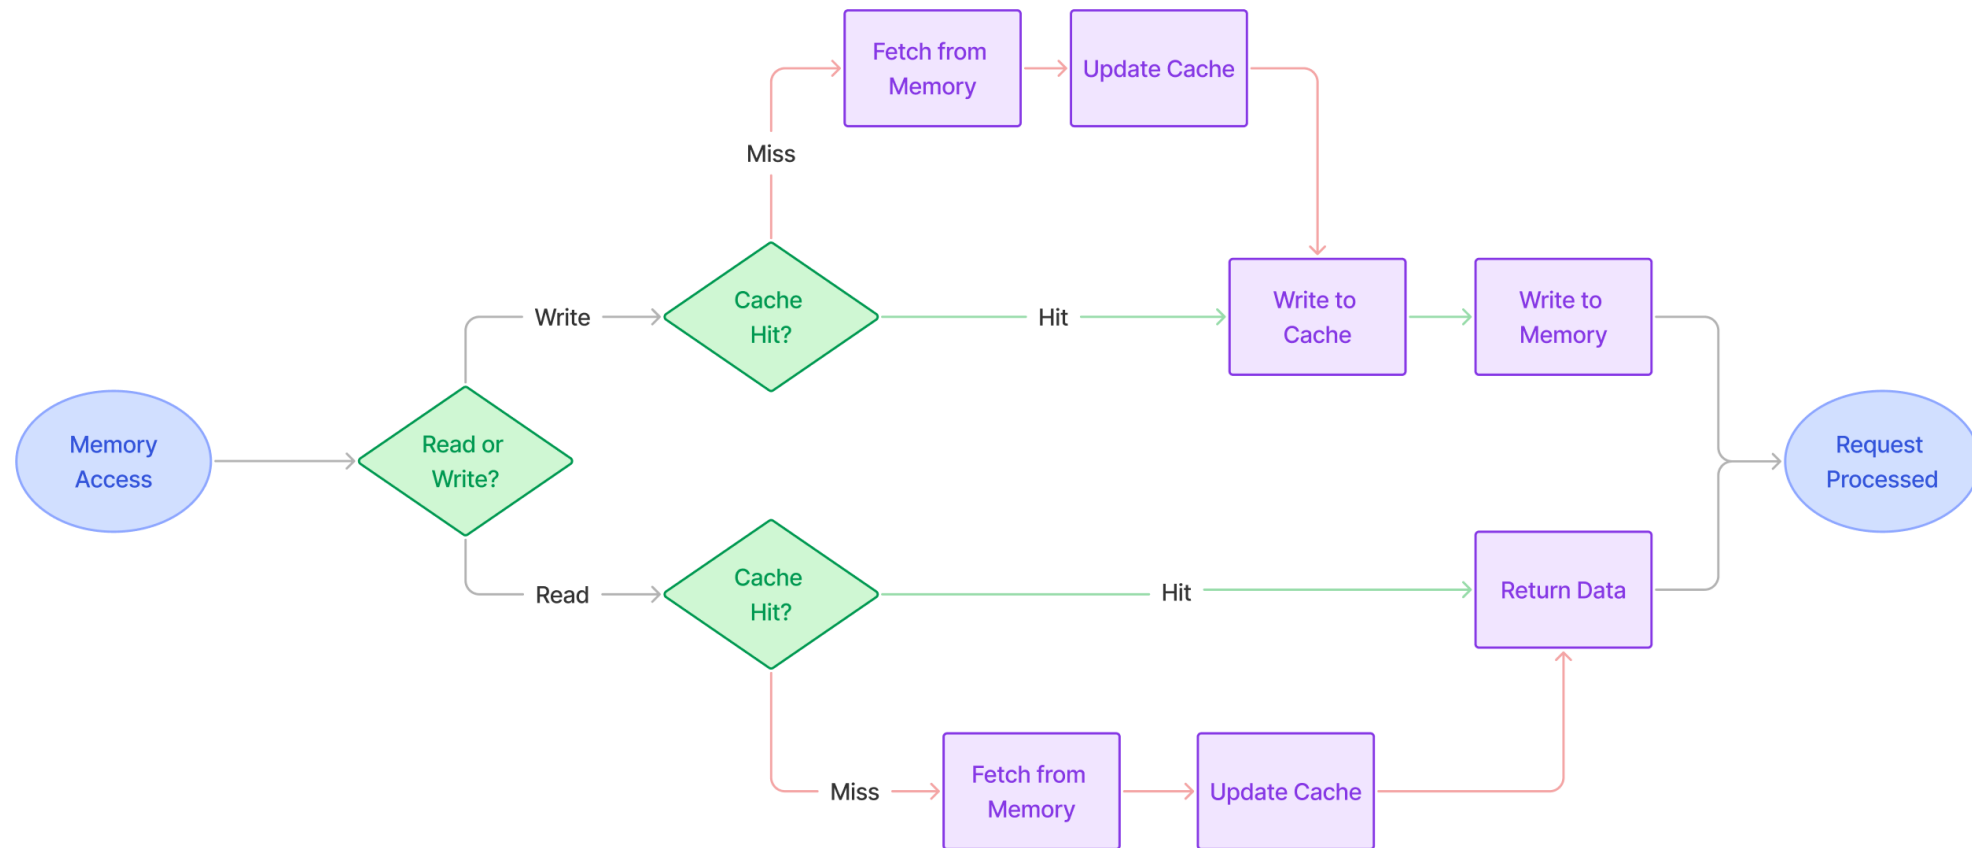 Fetch from
Memory
Update Cache
Miss
Write
Cache
Hit?
Hit
Write to
Cache
Write to
Memory
Memory
Access
Read or
Write?
Request
Processed
Read
Cache
Hit?
Hit
Return Data
Miss
Fetch from
Memory
Update Cache